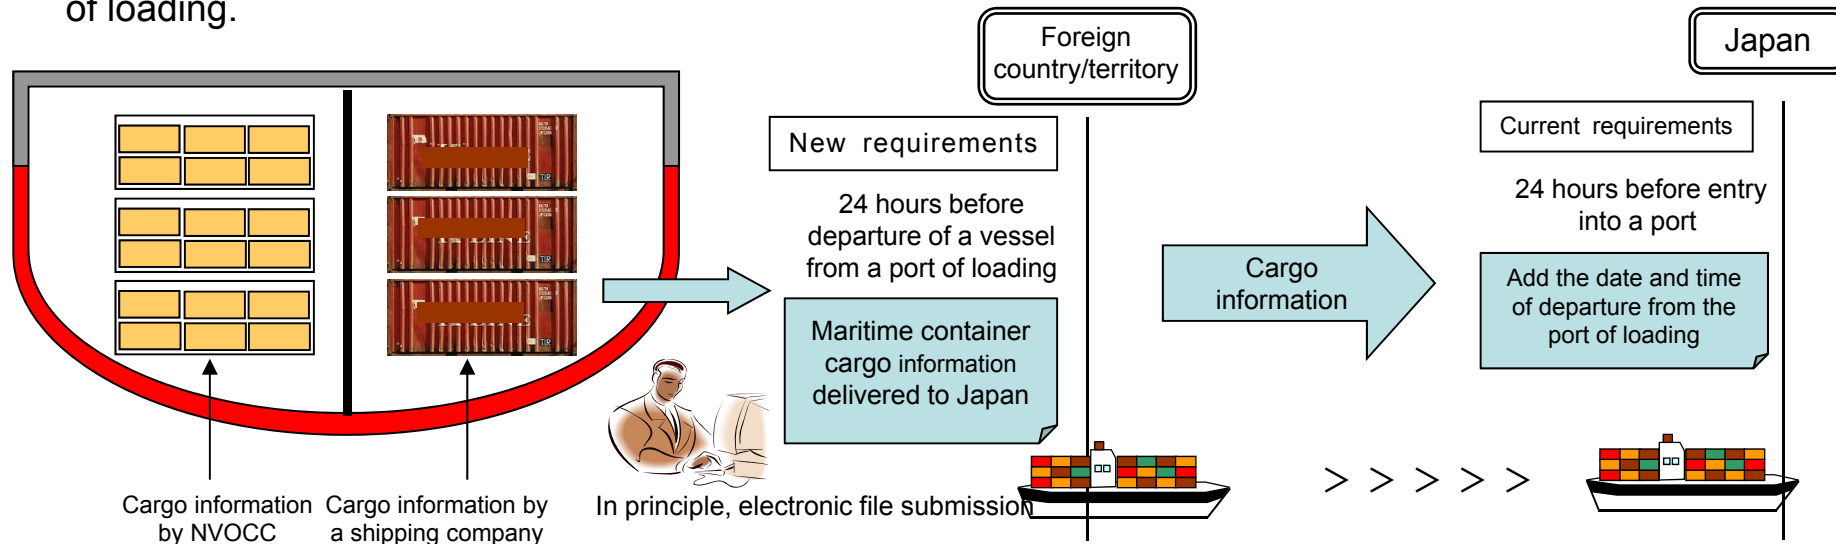 of loading.
Foreign
country/territory
Japan
New requirements
Current requirements
24 hours before
departure of a vessel
from a port of loading
24 hours before entry
into a port
Cargo
information
Add the date and time
of departure from the
port of loading
Maritime container
cargo information
delivered to Japan
Cargo information
by NVOCC
Cargo information by
a shipping company
In principle, electronic file submission
> > > > >